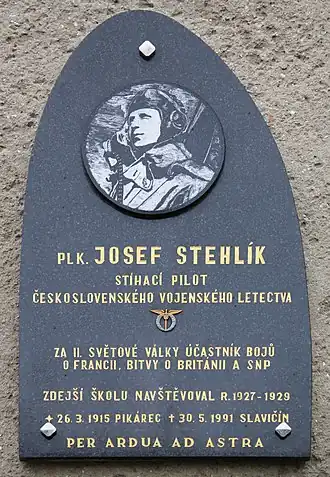 PLK. JOSEF STEHLÍK
STÍHACÍ PILOT
ČESKOSLOVENSKÉHO VOJENSKÉHO LETECTVA
ZA II. SVĚTOVÉ VÁLKY ÚČASTNÍK BOJŮ
O FRANCII, BITVY O BRITÁNII A SNP
ZDEJŠÍ ŠKOLU NAVŠTĚVOVAL R. 1927-1929
+ 26. 3. 1915 PIKÁREC + 30. 5. 1991 SLAVIČÍN
PER ARDUA AD ASTRA